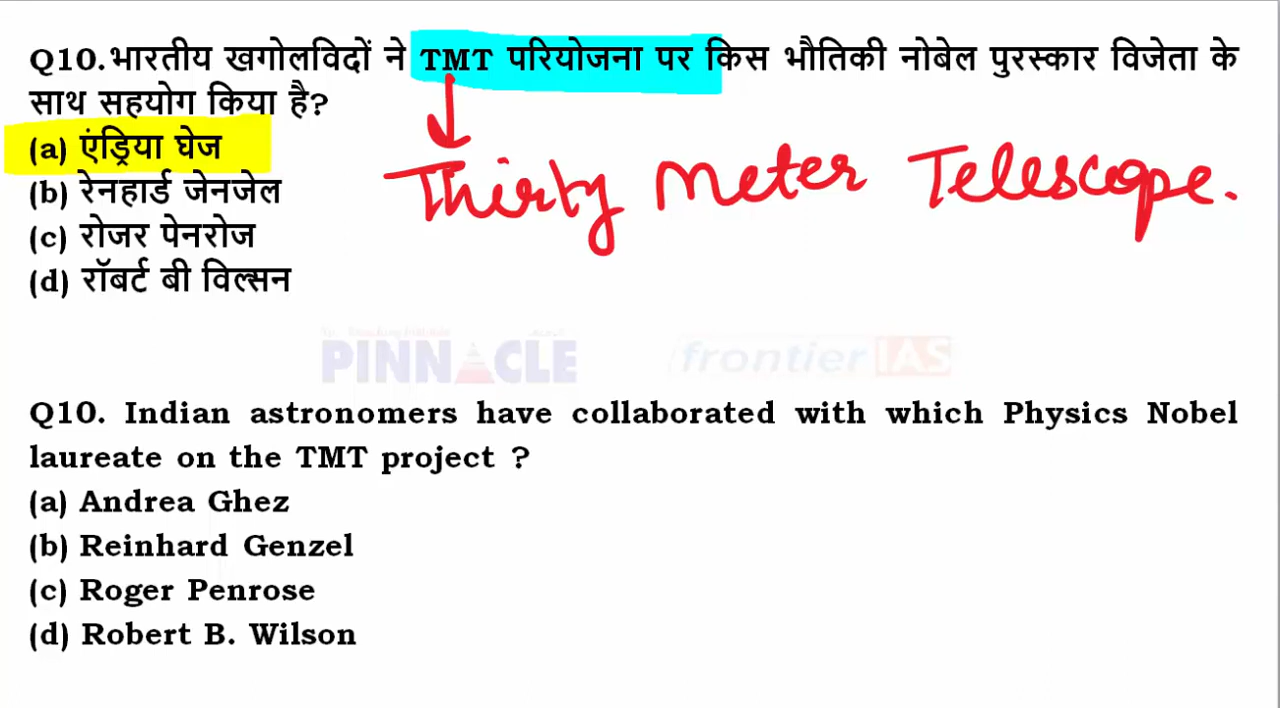 Q10.भारतीय खगोलविदों ने TMT परियोजना पर किस भौतिकी नोबेल पुरस्कार विजेता के
साथ सहयोग किया है?
(a) एंड्रिया घेज
(b) रेनहार्ड जेनजेल
(c) रोजर पेनरोज
(d) रॉबर्ट बी विल्सन
Thirty Meter Telescope.
PINNACLE frontier IAS
Q10. Indian astronomers have collaborated with which Physics Nobel
laureate on the TMT project ?
(a) Andrea Ghez
(b) Reinhard Genzel
(c) Roger Penrose
(d) Robert B. Wilson